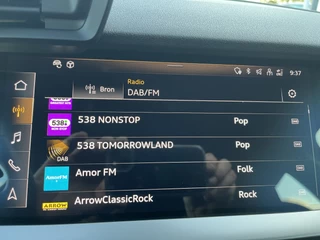 9:37
Bron
Radio
DAB/FM
538 NONSTOP Pop
538
538 TOMORROWLAND Pop
DAB
Amor FM Folk
ArrowClassicRock Rock
ARROW